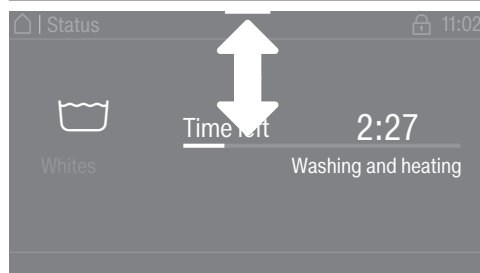 | Status 11:02
Time left 2:27
Whites Washing and heating